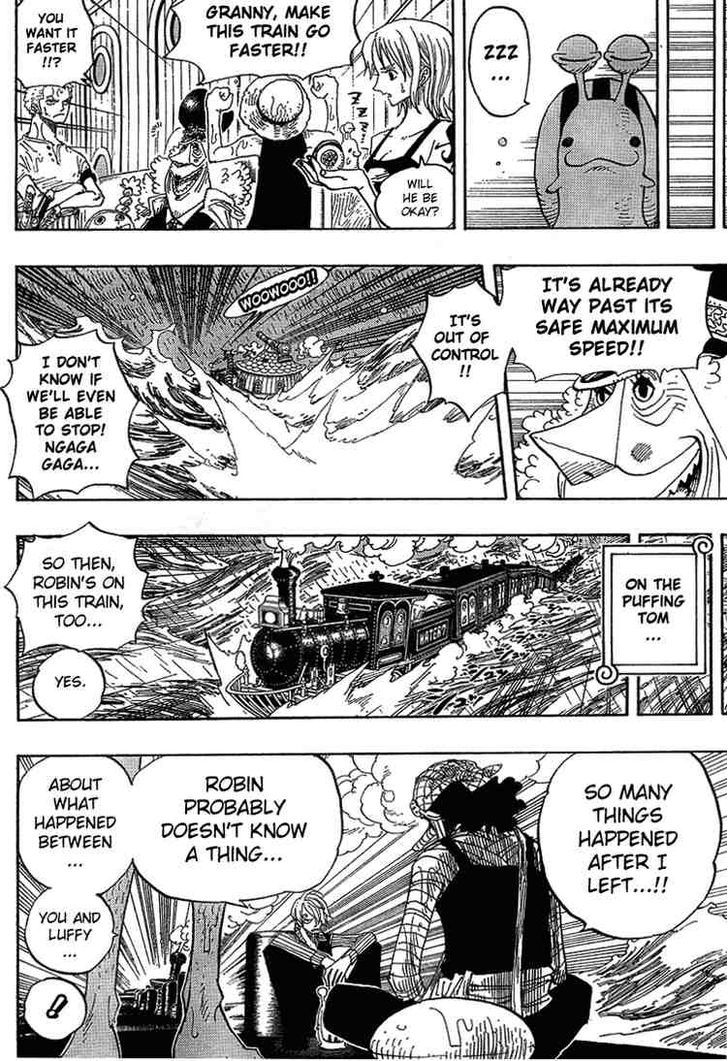 ZZZ
...
GRANNY, MAKE
THIS TRAIN GO
FASTER!!
WILL
HE BE
OKAY?
YOU
WANT IT
FASTER
!!?
IT'S ALREADY
WAY PAST ITS
SAFE MAXIMUM
SPEED!!
IT'S
OUT OF
CONTROL
!!
WOOWOOO!!
I DON'T
KNOW IF
WE'LL EVEN
BE ABLE
TO STOP!
NGAGA
GAGA...
ON THE
PUFFING
TOM
...
SO THEN,
ROBIN'S ON
THIS TRAIN,
TOO...
YES.
SO MANY
THINGS
HAPPENED
AFTER I
LEFT...!!
ROBIN
PROBABLY
DOESN'T KNOW
A THING...
ABOUT
WHAT
HAPPENED
BETWEEN
...
YOU AND
LUFFY
...
!